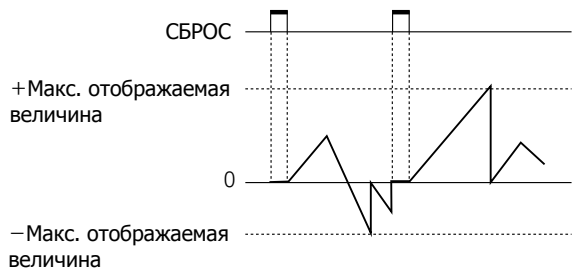 СБРОС
+Макс. отображаемая
величина
0
−Макс. отображаемая
величина